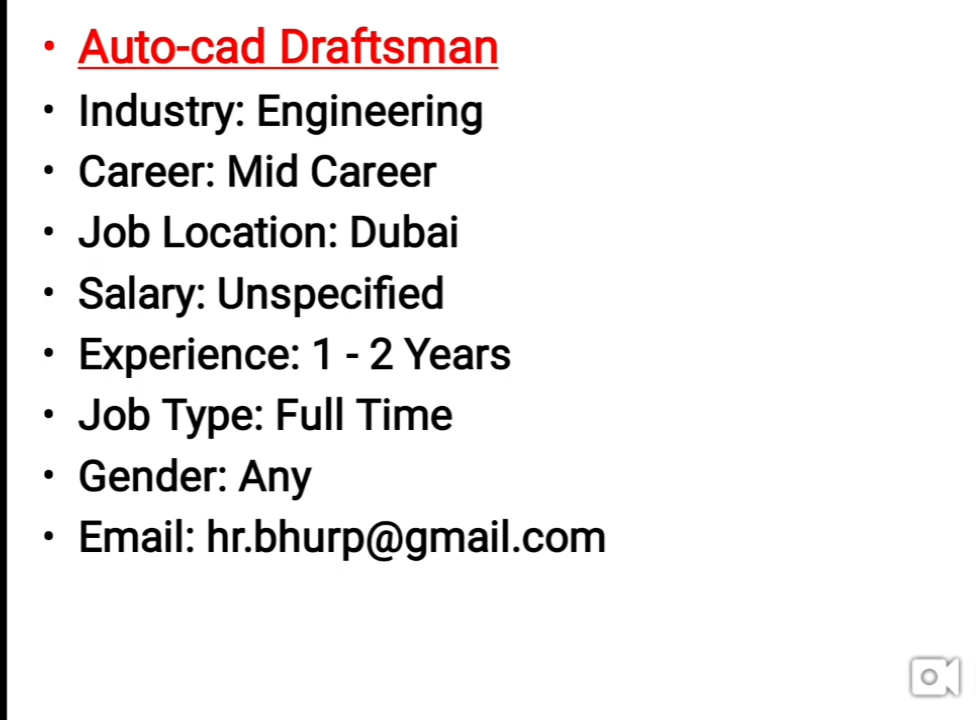 • Auto-cad Draftsman
• Industry: Engineering
• Career: Mid Career
• Job Location: Dubai
• Salary: Unspecified
• Experience: 1 - 2 Years
• Job Type: Full Time
• Gender: Any
• Email: hr.bhurp@gmail.com